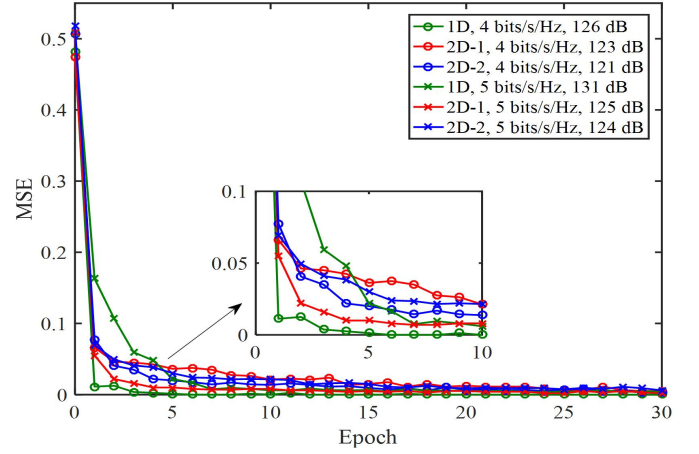 0.5
0.4
0.3
0.2
0.1
0
MSE
1D, 4 bits/s/Hz, 126 dB
2D-1, 4 bits/s/Hz, 123 dB
2D-2, 4 bits/s/Hz, 121 dB
1D, 5 bits/s/Hz, 131 dB
2D-1, 5 bits/s/Hz, 125 dB
2D-2, 5 bits/s/Hz, 124 dB
0.1
0.05
0
0 5 10
0 5 10 15 20 25 30
Epoch